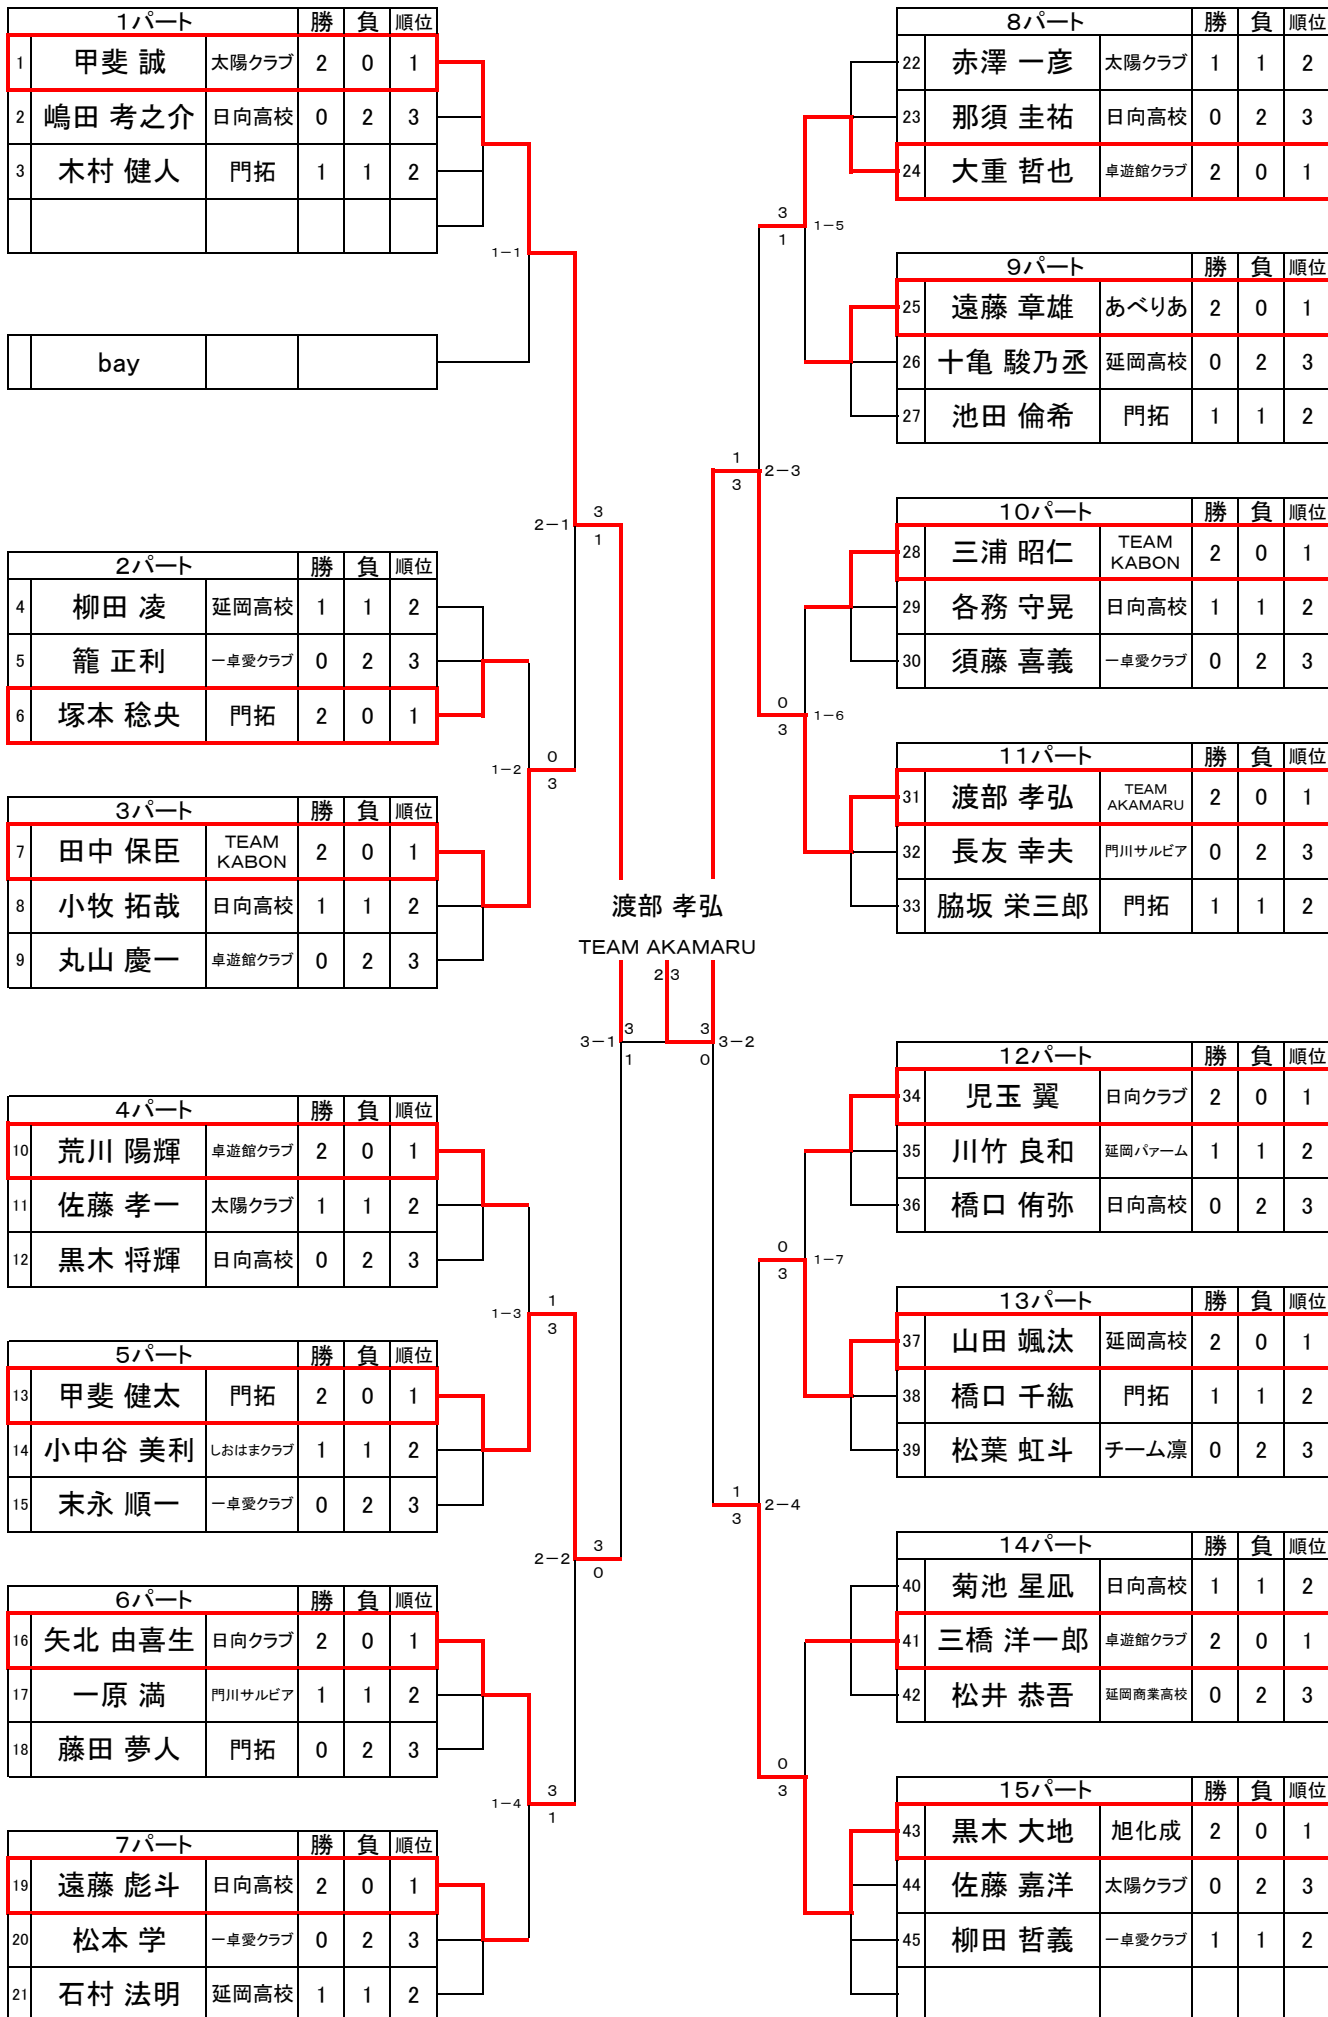 1パート 勝 負 順位
1 甲斐 誠 太陽クラブ 2 0 1
2 嶋田 考之介 日向高校 0 2 3
3 木村 健人 門拓 1 1 2
1−1
bay
2−1 3
1
2パート 勝 負 順位
4 柳田 凌 延岡高校 1 1 2
5 籠 正利 一卓愛クラブ 0 2 3
6 塚本 稔央 門拓 2 0 1
1−2 0
3
3パート 勝 負 順位
7 田中 保臣 TEAM KABON 2 0 1
8 小牧 拓哉 日向高校 1 1 2
9 丸山 慶一 卓遊館クラブ 0 2 3
4パート 勝 負 順位
10 荒川 陽輝 卓遊館クラブ 2 0 1
11 佐藤 孝一 太陽クラブ 1 1 2
12 黒木 将輝 日向高校 0 2 3
1−3 1
3
5パート 勝 負 順位
13 甲斐 健太 門拓 2 0 1
14 小中谷 美利 しおはまクラブ 1 1 2
15 末永 順一 一卓愛クラブ 0 2 3
2−2 3
0
6パート 勝 負 順位
16 矢北 由喜生 日向クラブ 2 0 1
17 一原 満 門川サルビア 1 1 2
18 藤田 夢人 門拓 0 2 3
1−4 3
1
7パート 勝 負 順位
19 遠藤 彪斗 日向高校 2 0 1
20 松本 学 一卓愛クラブ 0 2 3
21 石村 法明 延岡高校 1 1 2
渡部 孝弘
TEAM AKAMARU
2 3
3−1 3 3 3−2
1 0
8パート 勝 負 順位
22 赤澤 一彦 太陽クラブ 1 1 2
23 那須 圭祐 日向高校 0 2 3
24 大重 哲也 卓遊館クラブ 2 0 1
3 1−5
1
9パート 勝 負 順位
25 遠藤 章雄 あべりあ 2 0 1
26 十亀 駿乃丞 延岡高校 0 2 3
27 池田 倫希 門拓 1 1 2
1 2−3
3
10パート 勝 負 順位
28 三浦 昭仁 TEAM KABON 2 0 1
29 各務 守晃 日向高校 1 1 2
30 須藤 喜義 一卓愛クラブ 0 2 3
0 1−6
3
11パート 勝 負 順位
31 渡部 孝弘 TEAM AKAMARU 2 0 1
32 長友 幸夫 門川サルビア 0 2 3
33 脇坂 栄三郎 門拓 1 1 2
12パート 勝 負 順位
34 児玉 翼 日向クラブ 2 0 1
35 川竹 良和 延岡パァーム 1 1 2
36 橋口 侑弥 日向高校 0 2 3
0 1−7
3
13パート 勝 負 順位
37 山田 颯汰 延岡高校 2 0 1
38 橋口 千紘 門拓 1 1 2
39 松葉 虹斗 チーム凛 0 2 3
1 2−4
3
14パート 勝 負 順位
40 菊池 星凪 日向高校 1 1 2
41 三橋 洋一郎 卓遊館クラブ 2 0 1
42 松井 恭吾 延岡商業高校 0 2 3
0
3
15パート 勝 負 順位
43 黒木 大地 旭化成 2 0 1
44 佐藤 嘉洋 太陽クラブ 0 2 3
45 柳田 哲義 一卓愛クラブ 1 1 2